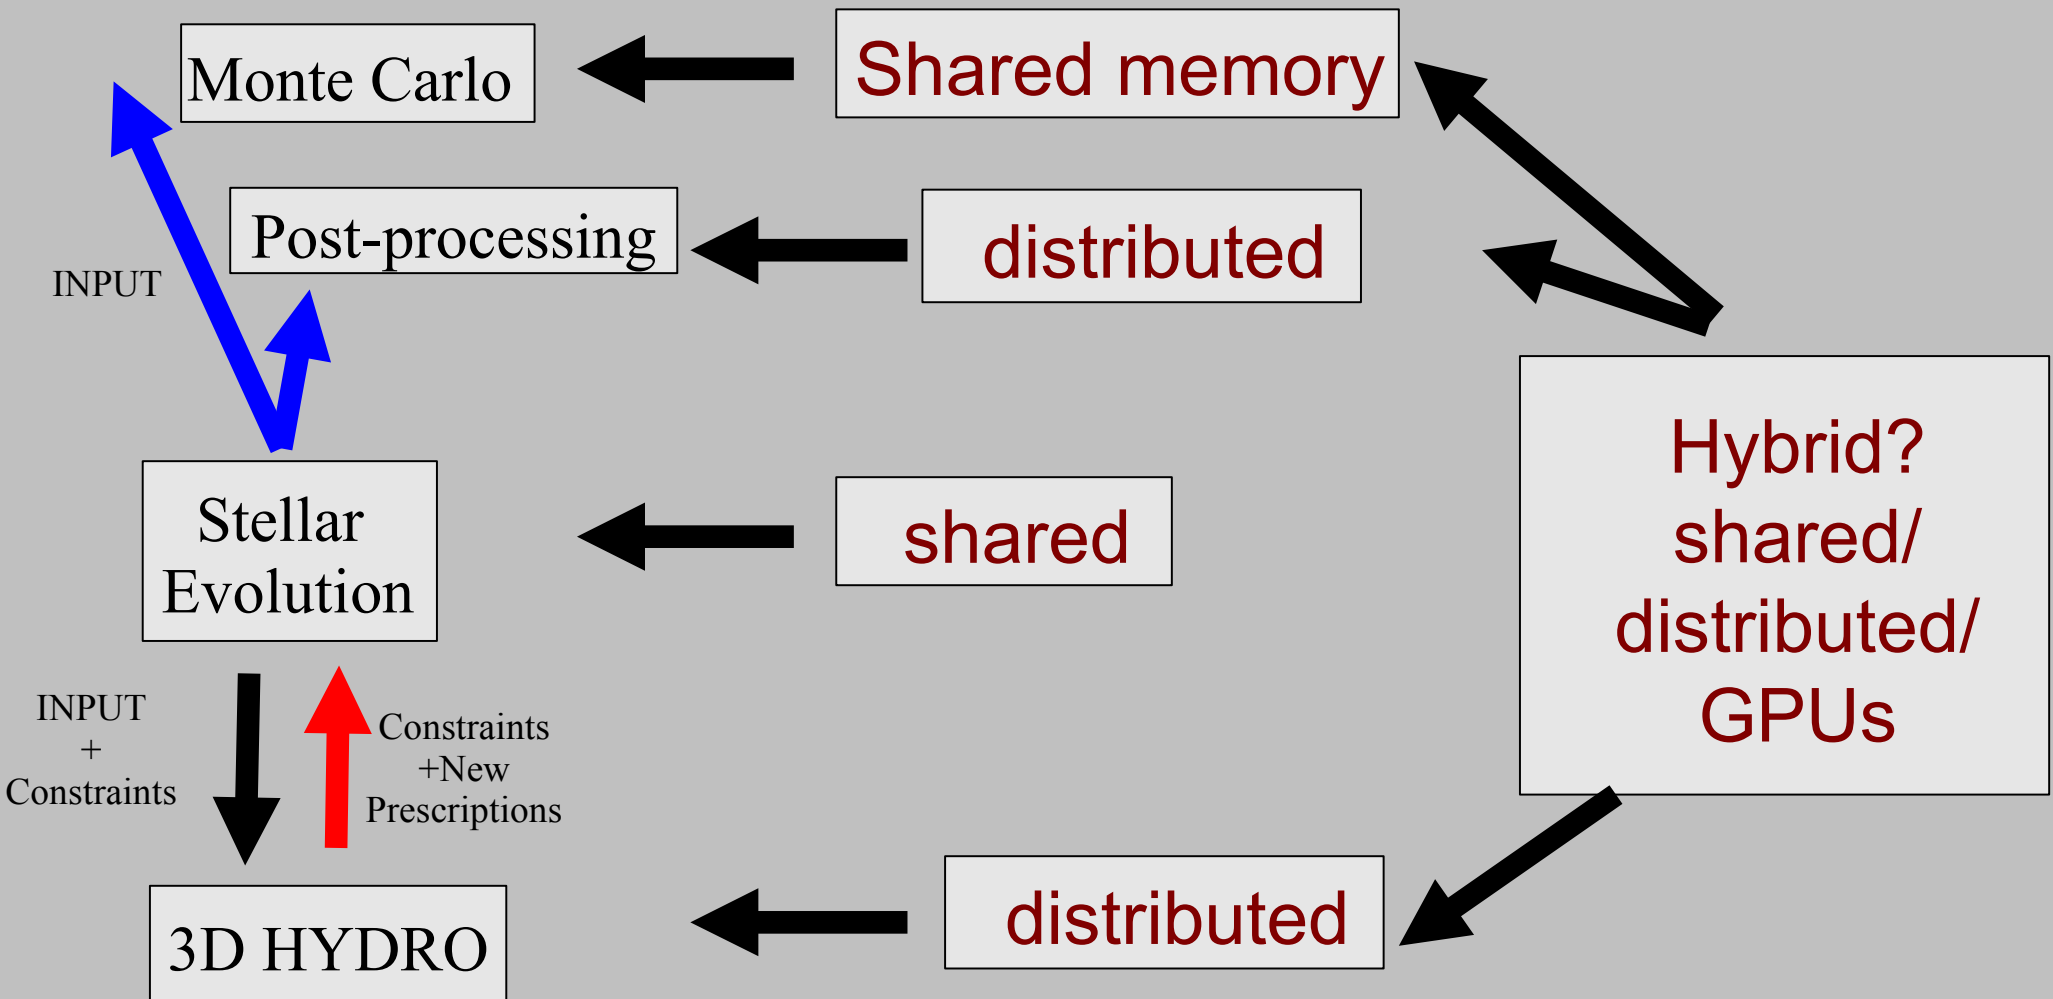 Monte Carlo
Shared memory
Post-processing
distributed
INPUT
Stellar
Evolution
shared
Hybrid?
shared/
distributed/
GPUs
INPUT
+
Constraints
Constraints
+New
Prescriptions
3D HYDRO
distributed